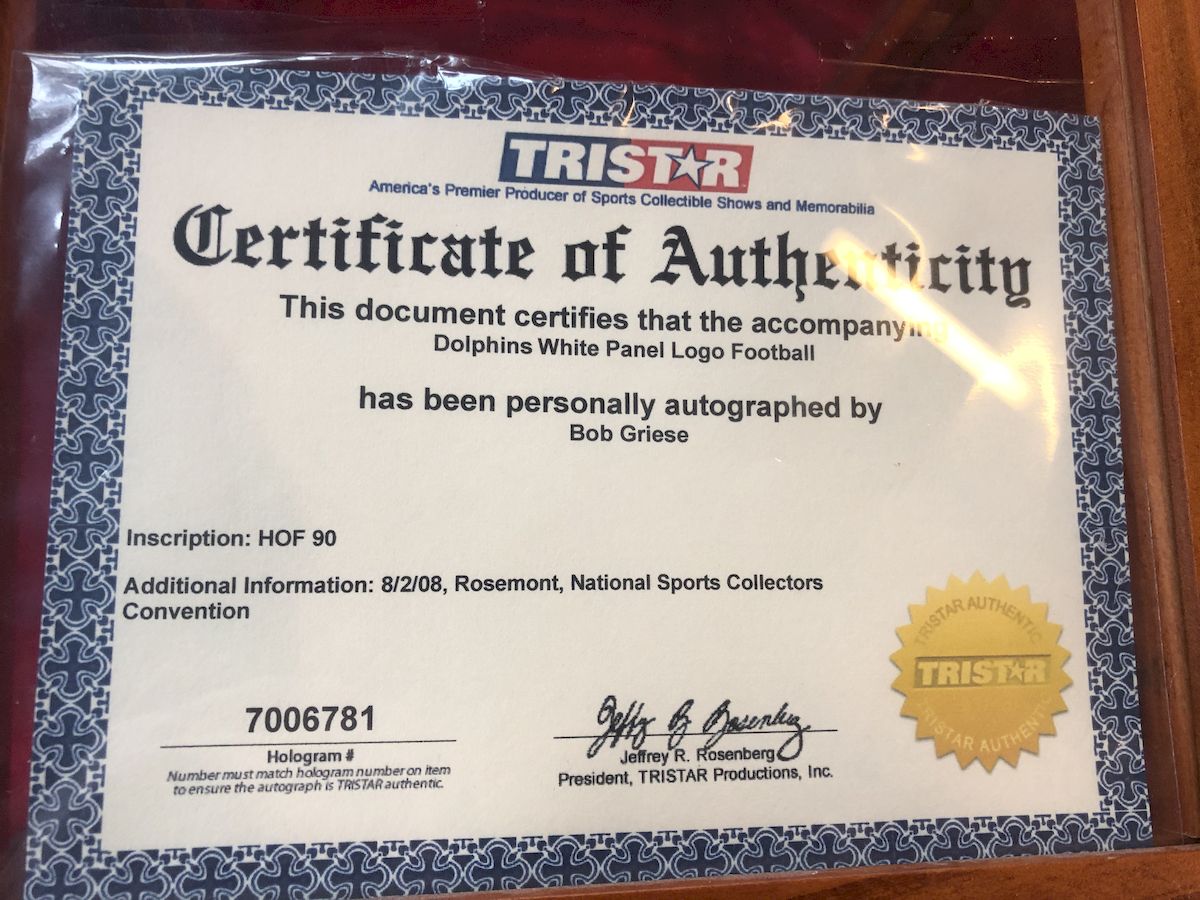 TRISTAR
America's Premier Producer of Sports Collectible Shows and Memorabilia
Certificate of Authenticity
This document certifies that the accompanying
Dolphins White Panel Logo Football
has been personally autographed by
Bob Griese
Inscription: HOF 90
Additional Information: 8/2/08, Rosemont, National Sports Collectors
Convention
TRISTAR AUTHENTIC
TRISTAR
TRISTAR AUTHENTIC
7006781
Hologram #
Number must match hologram number on item
to ensure the autograph is TRISTAR authentic.
Jeffrey R. Rosenberg
Jeffrey R. Rosenberg
President, TRISTAR Productions, Inc.